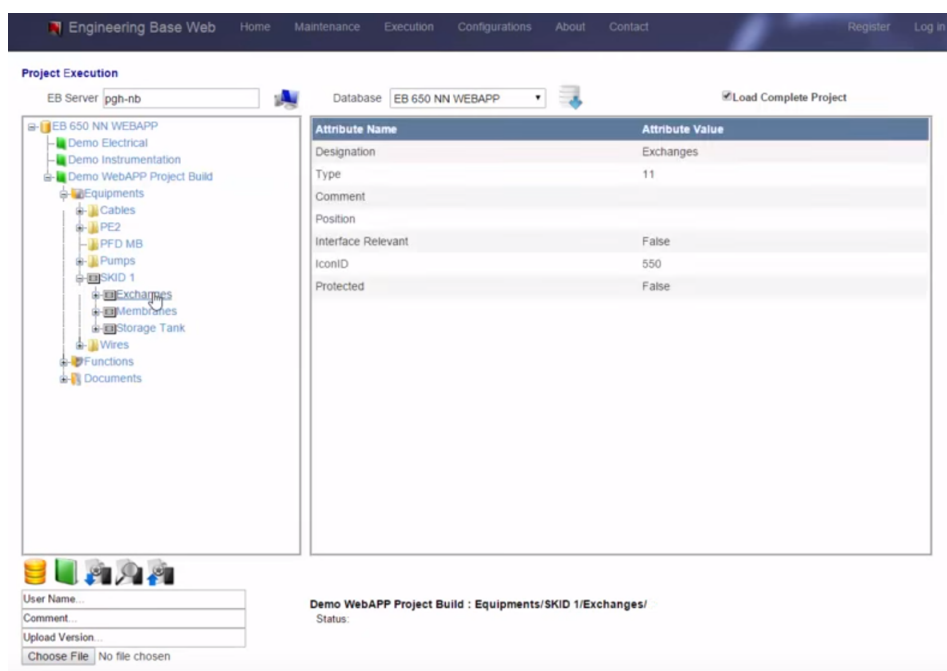 Engineering Base Web Home Maintenance Execution Configurations About Contact Register Log in
Project Execution
EB Server pgh-nb Database EB 650 NN WEBAPP Load Complete Project
EB 650 NN WEBAPP
Demo Electrical
Demo Instrumentation
Demo WebAPP Project Build
Equipments
Cables
PE2
PFD MB
Pumps
SKID 1
Exchanges
Membranes
Storage Tank
Wires
Functions
Documents
Attribute Name Attribute Value
Designation Exchanges
Type 11
Comment
Position
Interface Relevant False
IconID 550
Protected False
User Name...
Comment...
Upload Version...
Choose File No file chosen
Demo WebAPP Project Build : Equipments/SKID 1/Exchanges/
Status: